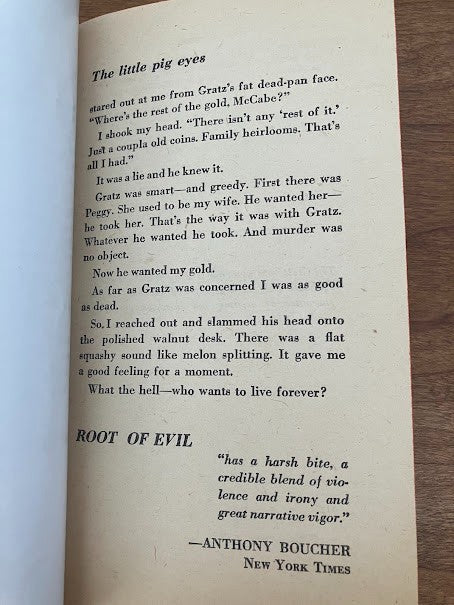 The little pig eyes
stared out at me from Gratz's fat dead-pan face.
"Where's the rest of the gold, McCabe?"
I shook my head. "There isn't any 'rest of it.'
Just a coupla old coins. Family heirlooms. That's
all I had."
It was a lie and he knew it.
Gratz was smart—and greedy. First there was
Peggy. She used to be my wife. He wanted her—
he took her. That's the way it was with Gratz.
Whatever he wanted he took. And murder was
no object.
Now he wanted my gold.
As far as Gratz was concerned I was as good
as dead.
So, I reached out and slammed his head onto
the polished walnut desk. There was a flat
squashy sound like melon splitting. It gave me
a good feeling for a moment.
What the hell—who wants to live forever?
ROOT OF EVIL
"has a harsh bite, a
credible blend of vio-
lence and irony and
great narrative vigor."
—ANTHONY BOUCHER
NEW YORK TIMES